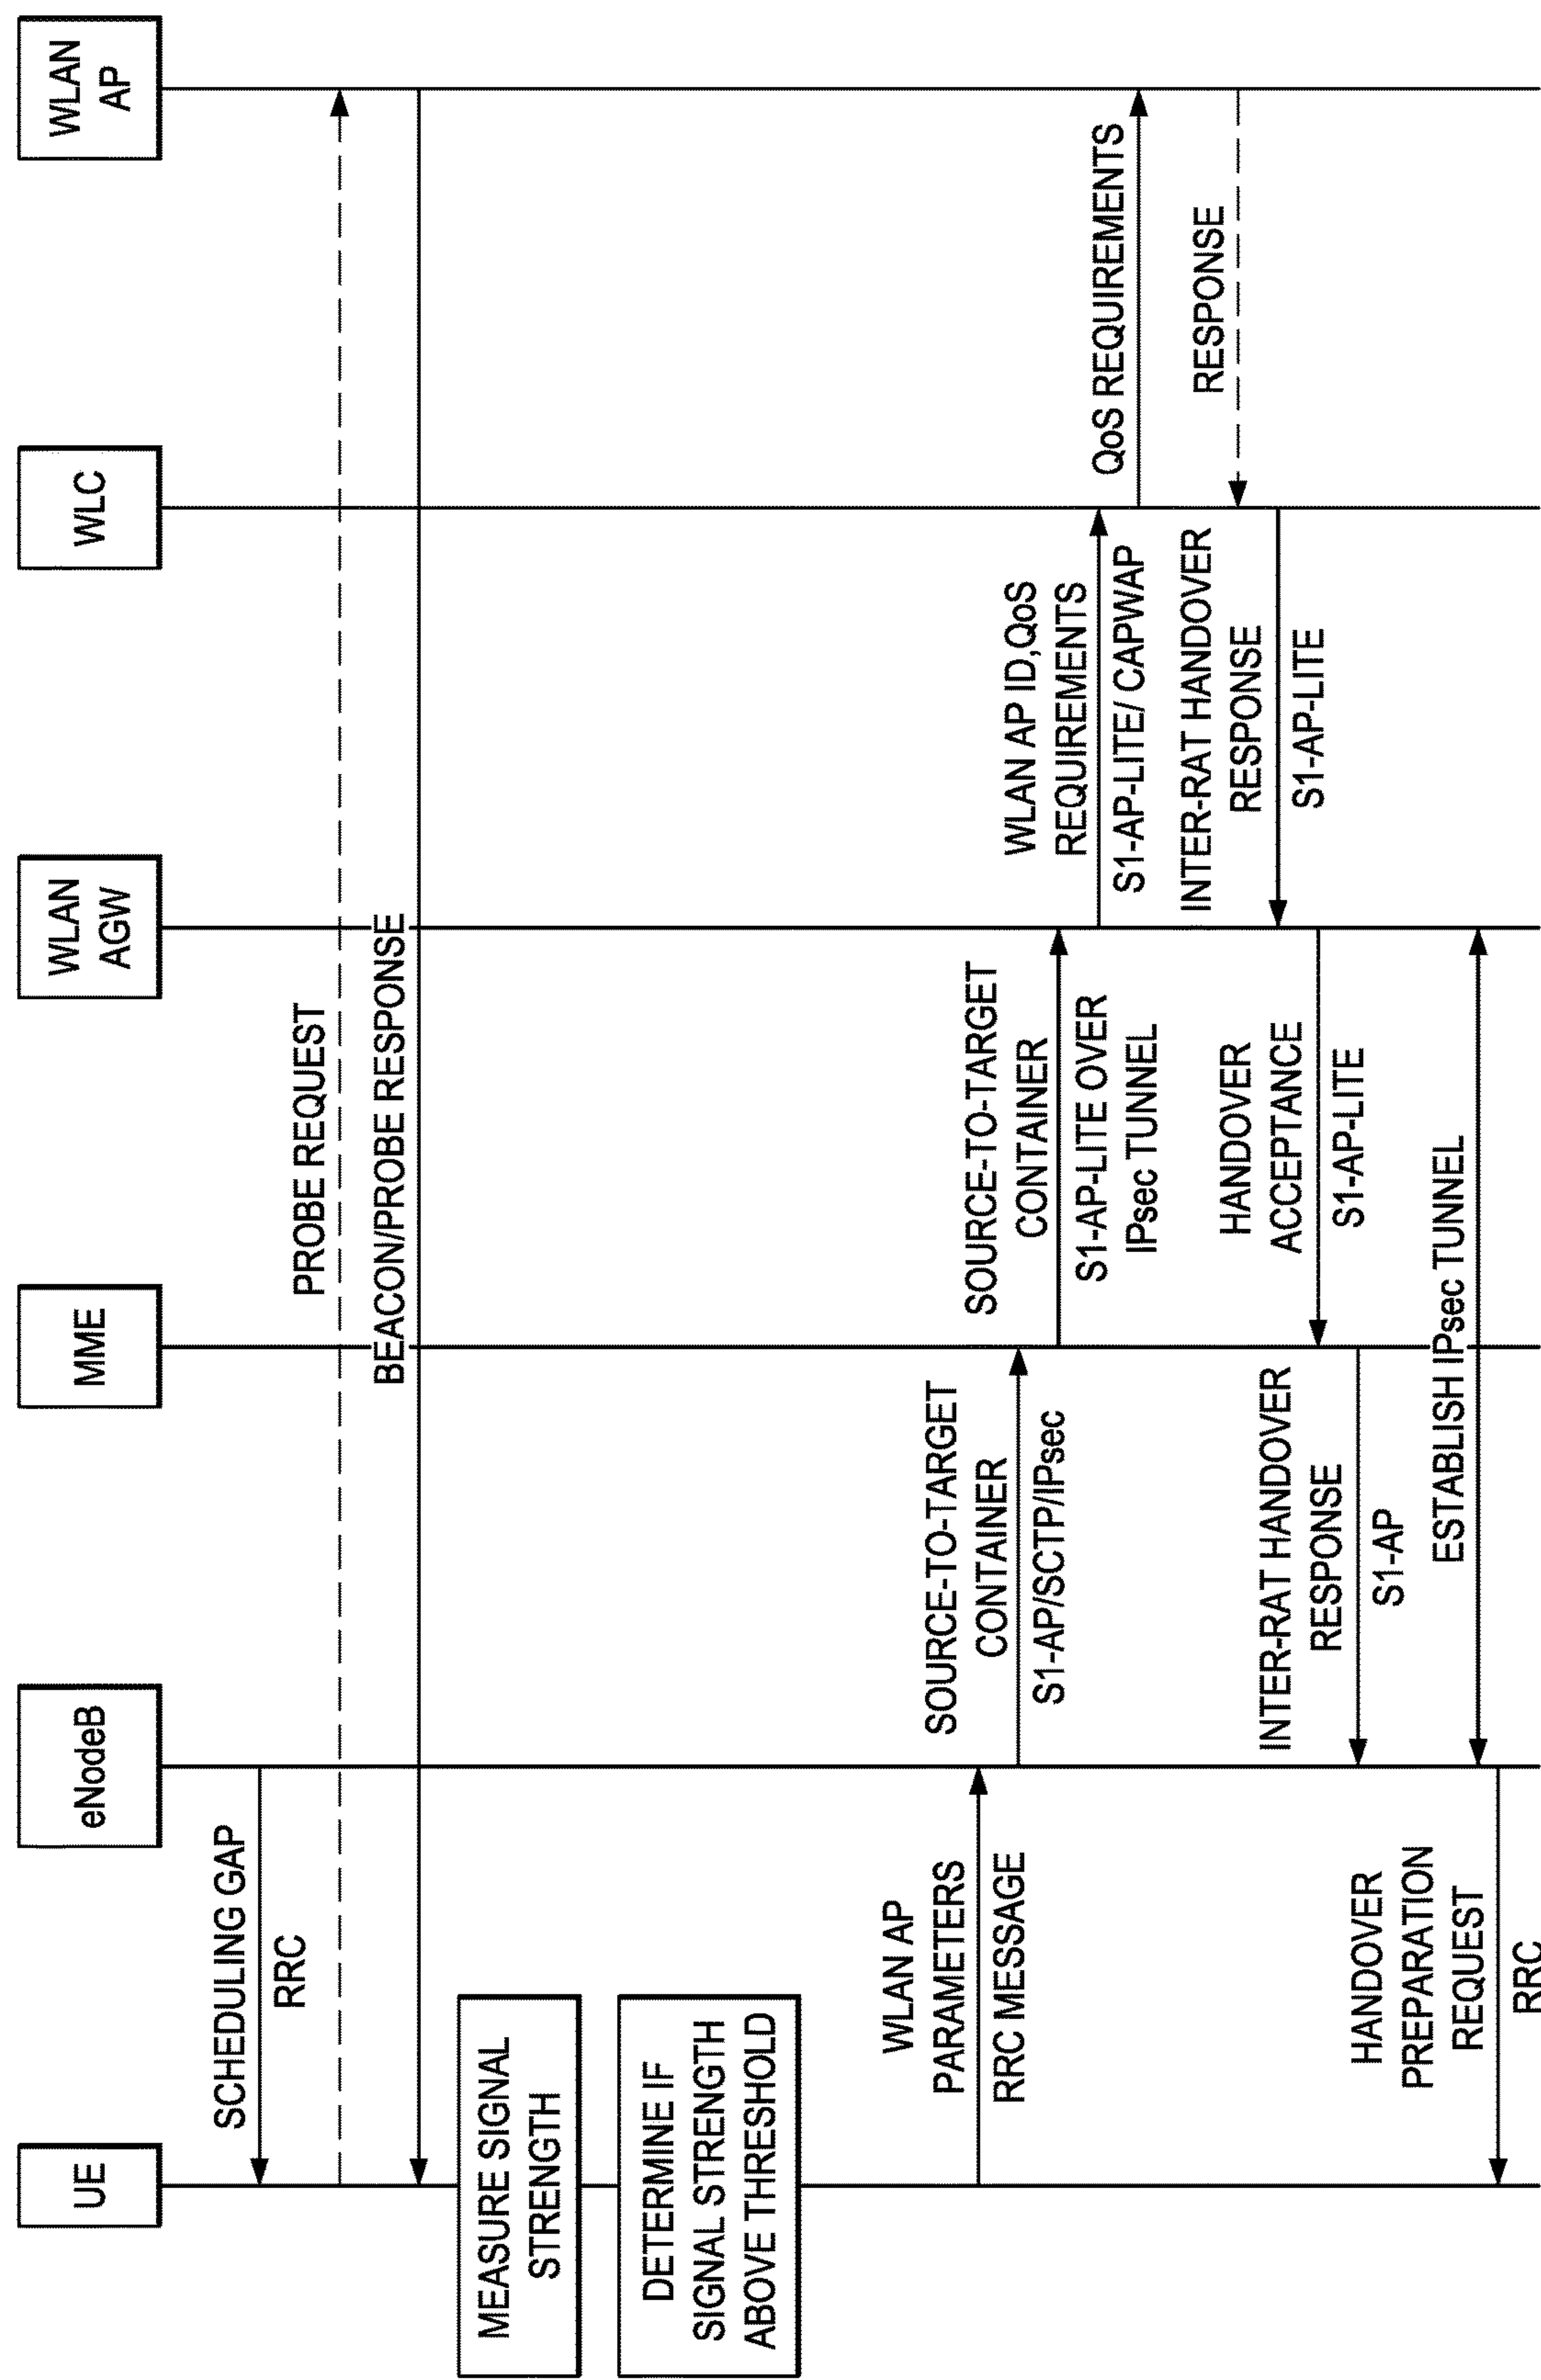 UE
eNodeB
MME
WLAN
AGW
WLC
WLAN
AP
SCHEDULING GAP
RRC
PROBE REQUEST
BEACON/PROBE RESPONSE
MEASURE SIGNAL
STRENGTH
DETERMINE IF
SIGNAL STRENGTH
ABOVE THRESHOLD
WLAN AP
PARAMETERS
RRC MESSAGE
SOURCE-TO-TARGET
CONTAINER
S1-AP/SCTP/IPsec
SOURCE-TO-TARGET
CONTAINER
S1-AP-LITE OVER
IPsec TUNNEL
WLAN AP ID,QoS
REQUIREMENTS
S1-AP-LITE/ CAPWAP
QoS REQUIREMENTS
RESPONSE
INTER-RAT HANDOVER
RESPONSE
S1-AP-LITE
HANDOVER
ACCEPTANCE
S1-AP-LITE
INTER-RAT HANDOVER
RESPONSE
S1-AP
ESTABLISH IPsec TUNNEL
HANDOVER
PREPARATION
REQUEST
RRC